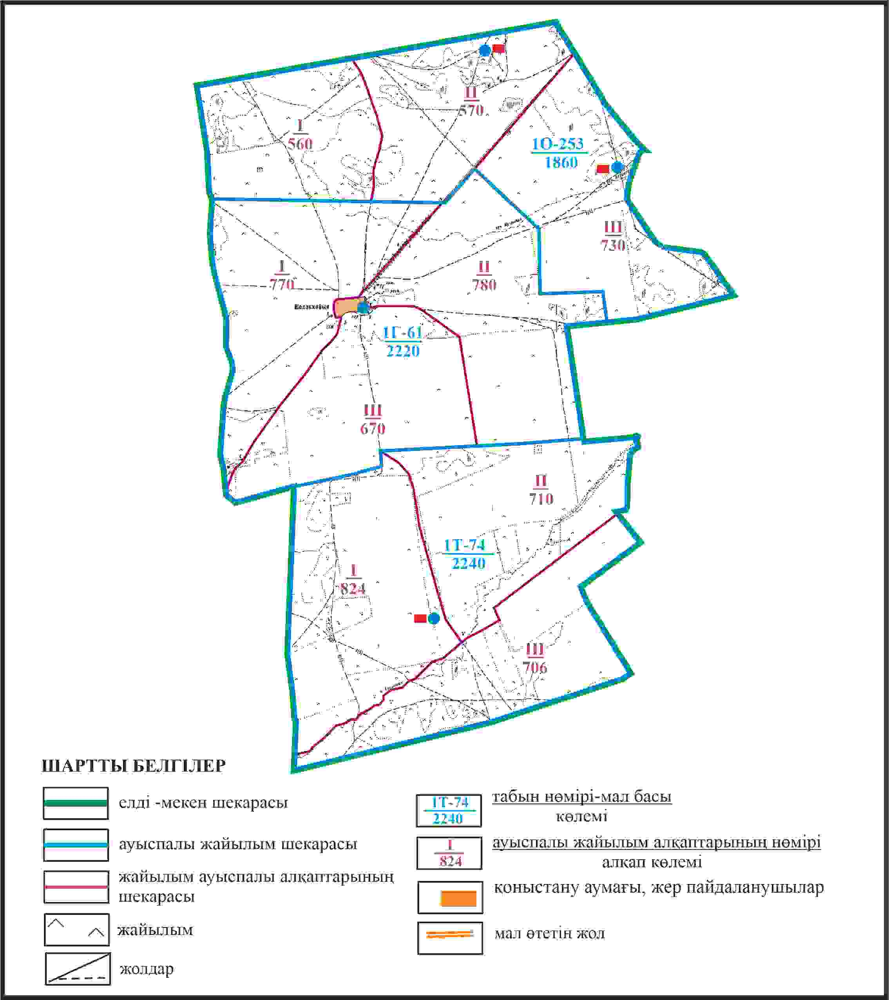 II
570
I
560
1О-253
1860
III
730
I
770
II
780
1Г-61
2220
III
670
II
710
1Т-74
2240
I
824
III
706
ШАРТТЫ БЕЛГІЛЕР
елді -мекен шекарасы
ауыспалы жайылым шекарасы
жайылым ауыспалы алқаптарының
шекарасы
жайылым
жолдар
1Т-74
2240
табын нөмірі-мал басы
көлемі
I
824
ауыспалы жайылым алқаптарының нөмірі
алқап көлемі
қоныстану аумағы, жер пайдаланушылар
мал өтетін жол